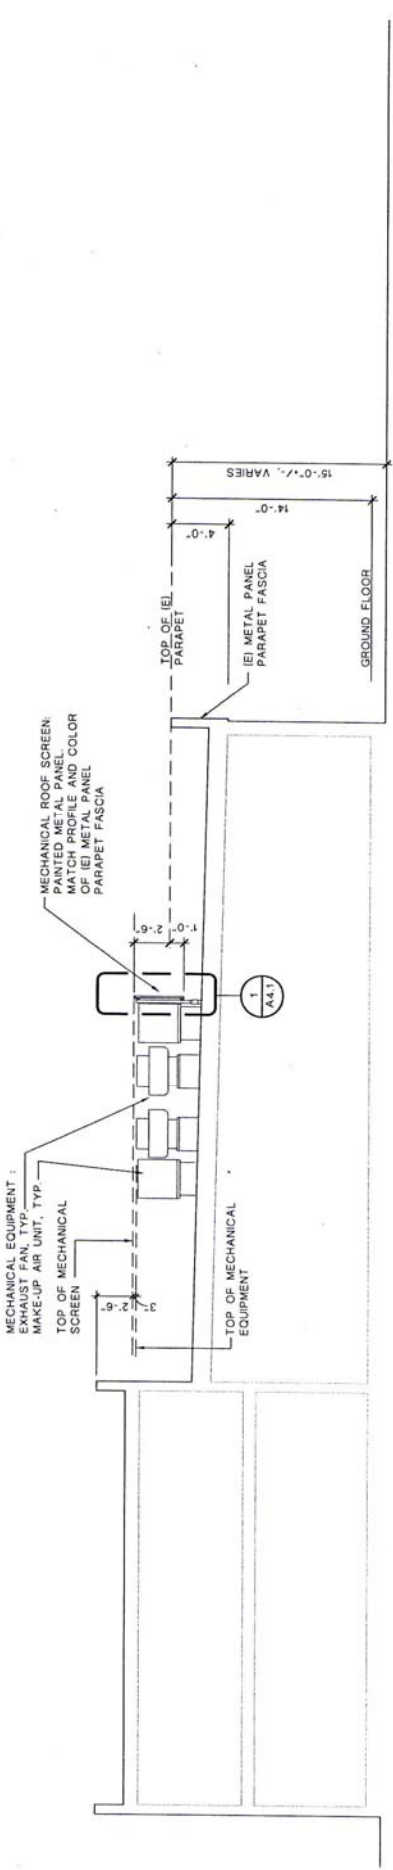 MECHANICAL EQUIPMENT :
EXHAUST FAN, TYP.
MAKE-UP AIR UNIT, TYP.
TOP OF MECHANICAL
SCREEN
2'-6"
3"
TOP OF MECHANICAL
EQUIPMENT
MECHANICAL ROOF SCREEN:
PAINTED METAL PANEL.
MATCH PROFILE AND COLOR
OF (E) METAL PANEL
PARAPET FASCIA
2'-6"
1'-0"
1
A4.1
TOP OF (E)
PARAPET
(E) METAL PANEL
PARAPET FASCIA
GROUND FLOOR
4'-0"
14'-0"
15'-0"+/-, VARIES